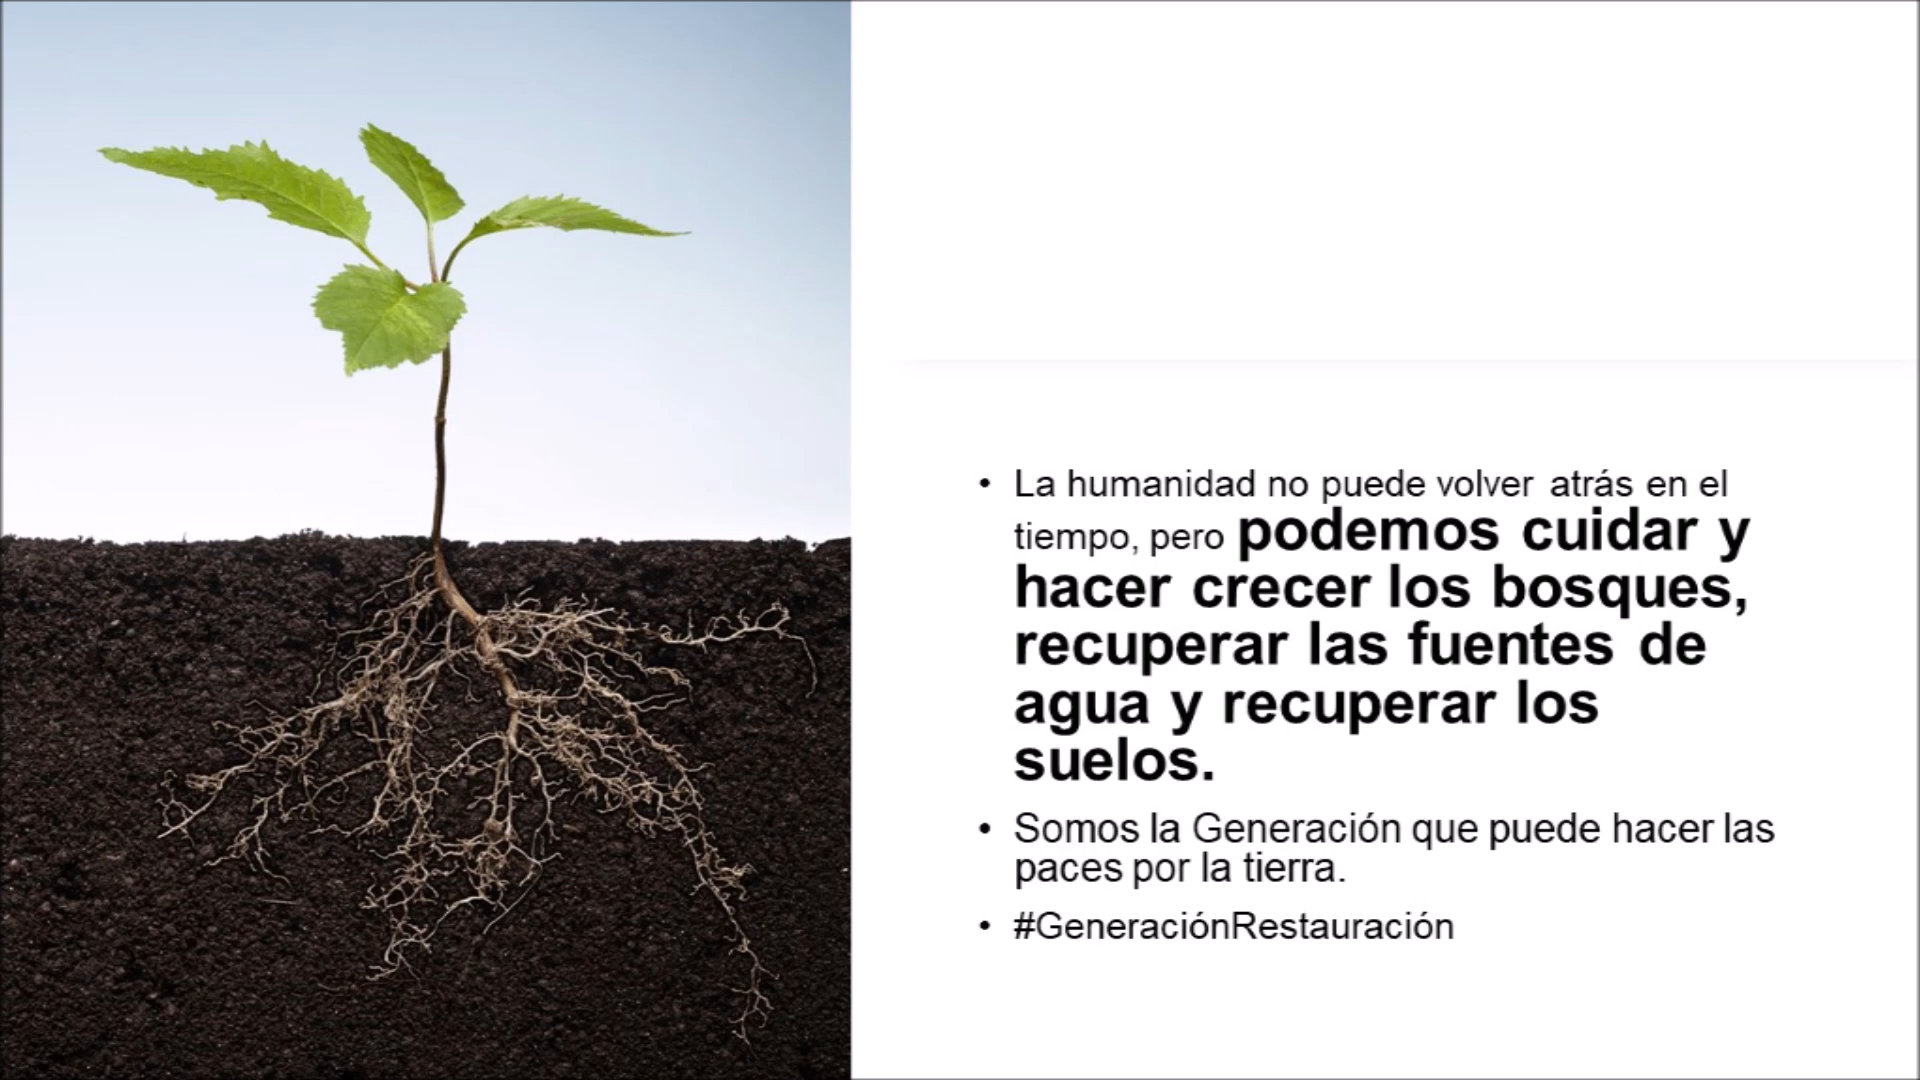 • La humanidad no puede volver atrás en el
tiempo, pero podemos cuidar y
hacer crecer los bosques,
recuperar las fuentes de
agua y recuperar los
suelos.
• Somos la Generación que puede hacer las
paces por la tierra.
• #GeneraciónRestauración